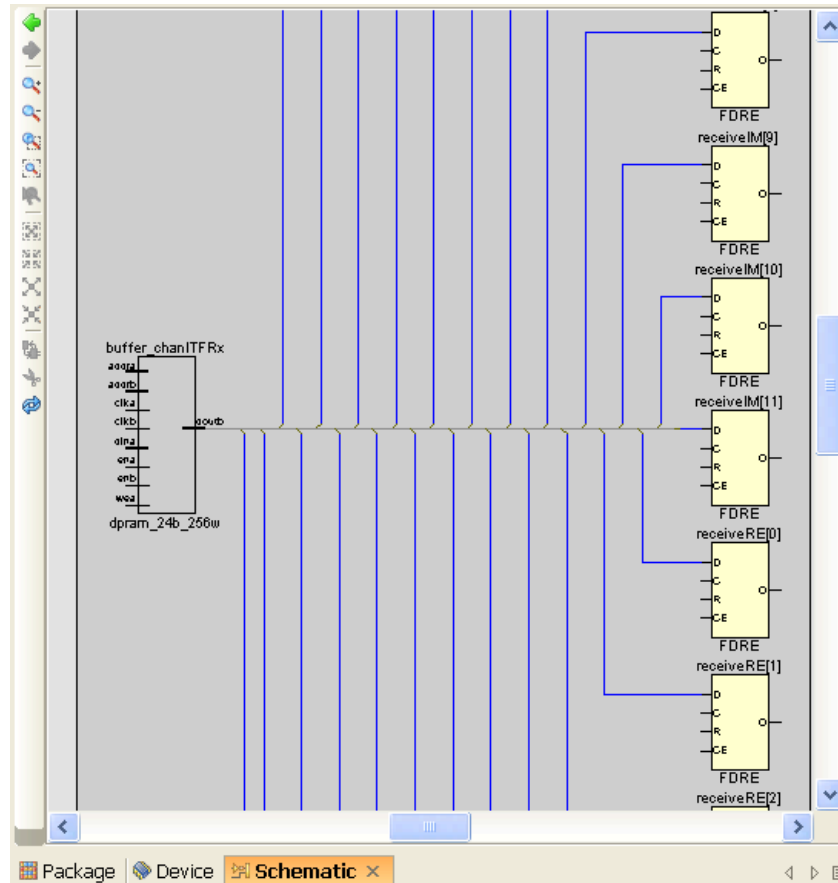 D
C
R
CE
O
FDRE
receiveIM[9]
D
C
R
CE
O
FDRE
receiveIM[10]
D
C
R
CE
O
FDRE
buffer_chanITFRx
addra
addrb
clka
clkb
dina
ena
enb
wea
doutb
dpram_24b_256w
receiveIM[11]
D
C
R
CE
O
FDRE
receiveRE[0]
D
C
R
CE
O
FDRE
receiveRE[1]
D
C
R
CE
O
FDRE
receiveRE[2]
Package Device Schematic